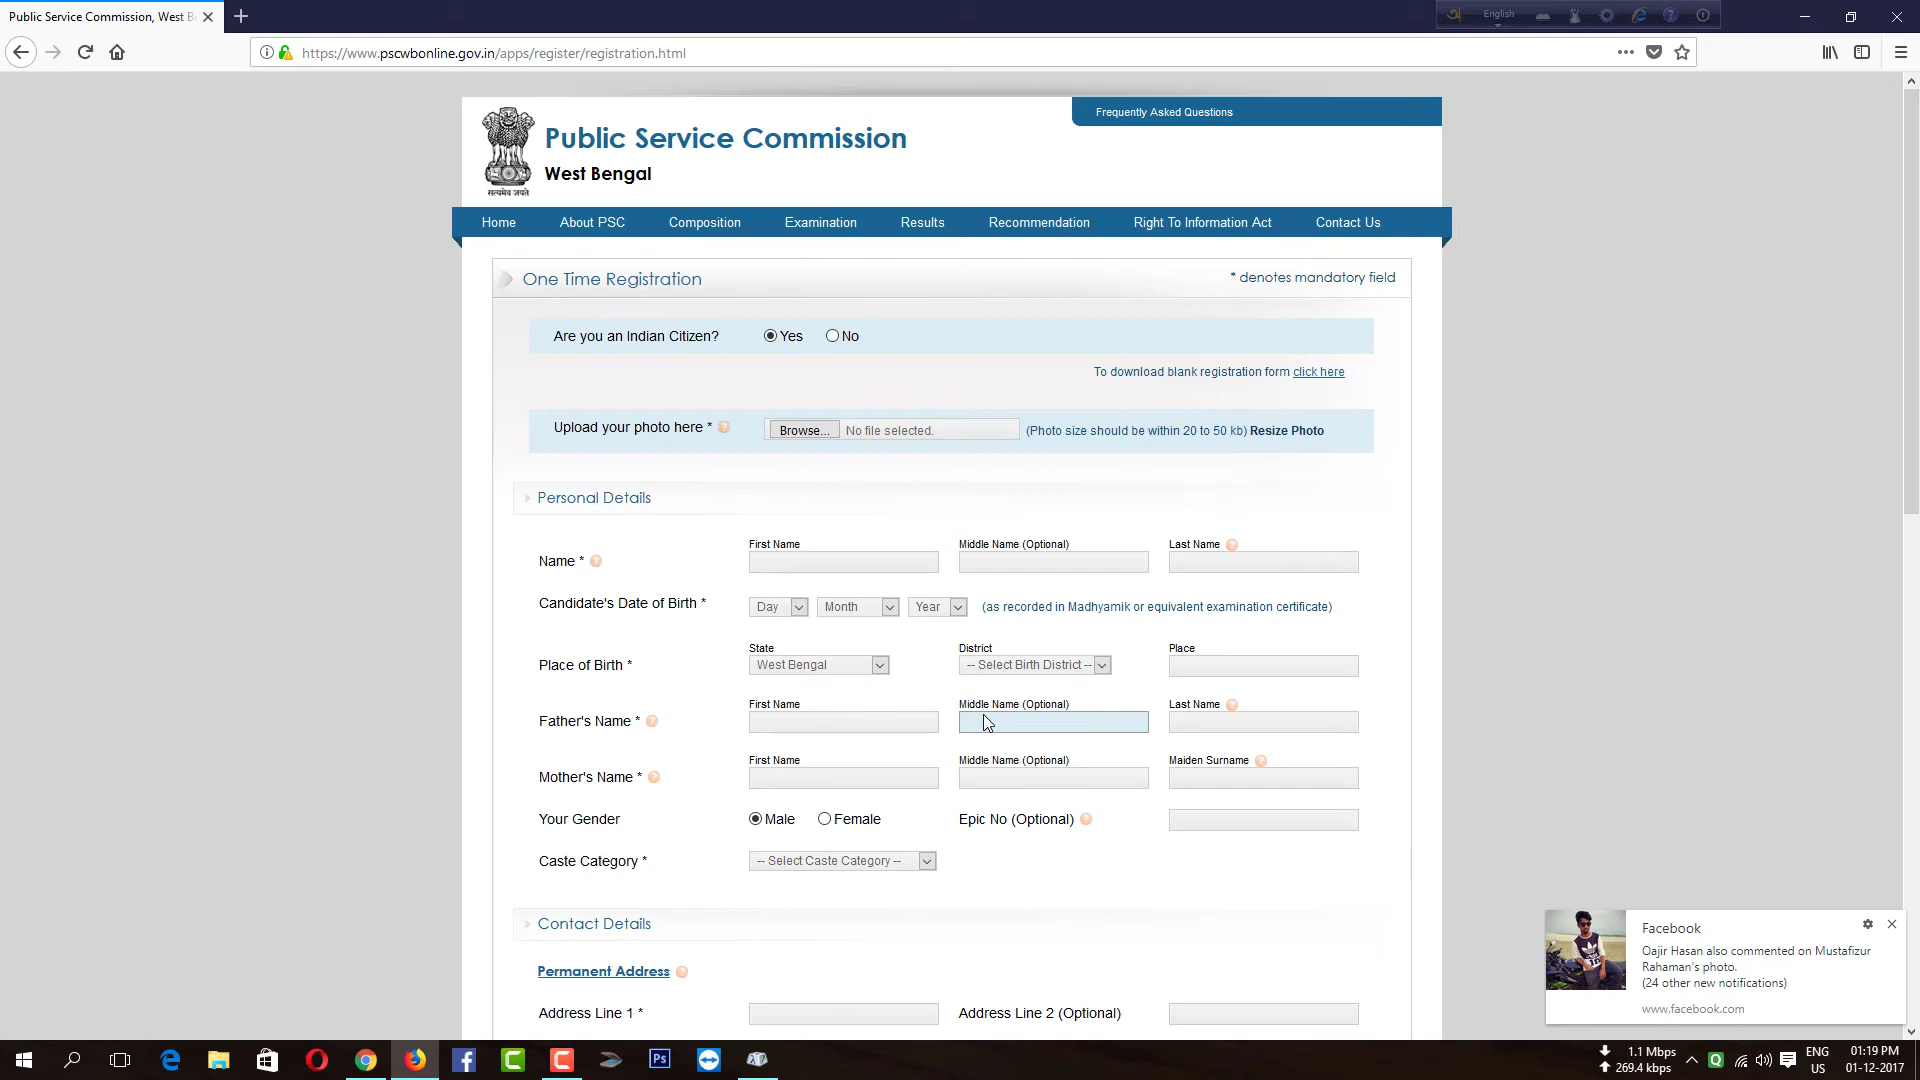 Public Service Commission, West B
English
https://www.pscwbonline.gov.in/apps/register/registration.html
Frequently Asked Questions
Public Service Commission
West Bengal
सत्यमेव जयते
Home About PSC Composition Examination Results Recommendation Right To Information Act Contact Us
One Time Registration * denotes mandatory field
Are you an Indian Citizen? Yes No
To download blank registration form click here
Upload your photo here * ? Browse... No file selected. (Photo size should be within 20 to 50 kb) Resize Photo
Personal Details
First Name Middle Name (Optional) Last Name ?
Name * ?
Candidate's Date of Birth * Day Month Year (as recorded in Madhyamik or equivalent examination certificate)
State District Place
Place of Birth * West Bengal -- Select Birth District --
First Name Middle Name (Optional) Last Name ?
Father's Name * ?
First Name Middle Name (Optional) Maiden Surname ?
Mother's Name * ?
Your Gender Male Female Epic No (Optional) ?
Caste Category * -- Select Caste Category --
Contact Details
Permanent Address ?
Address Line 1 * Address Line 2 (Optional)
Facebook
Oajir Hasan also commented on Mustafizur
Rahaman's photo.
(24 other new notifications)
www.facebook.com
Ps
1.1 Mbps
269.4 kbps
ENG
US
01:19 PM
01-12-2017